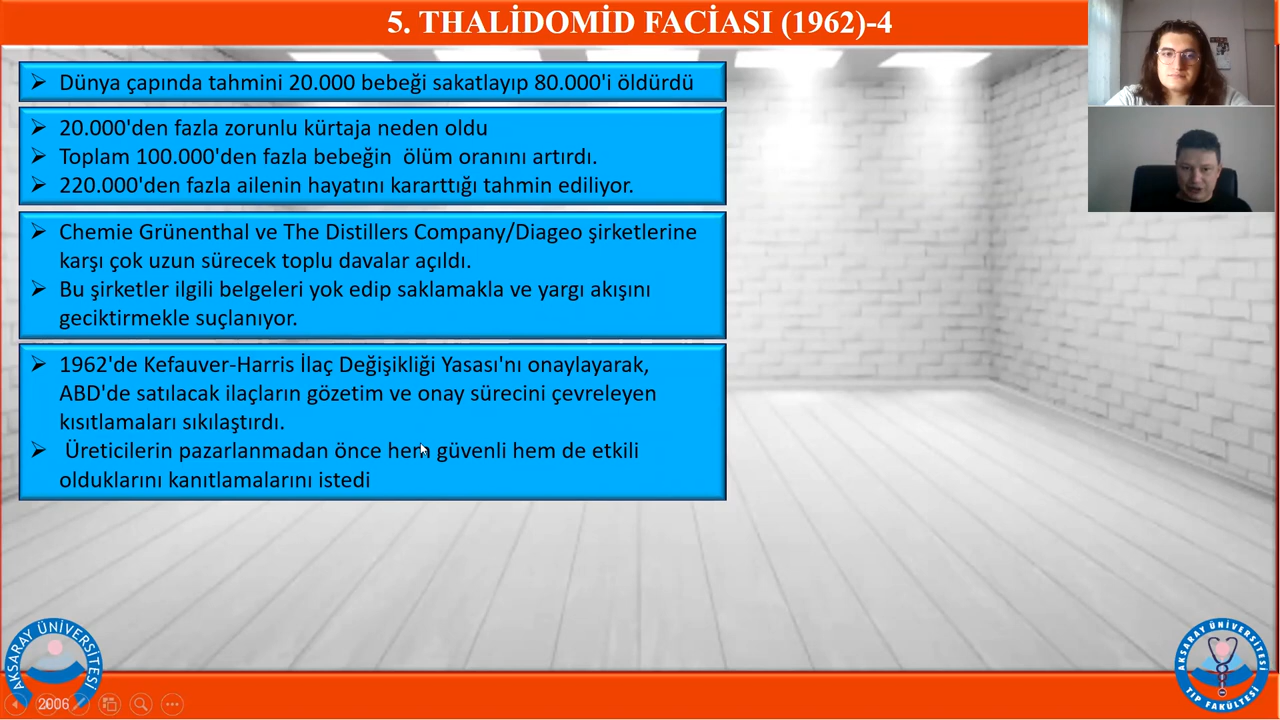 5. THALİDOMİD FACİASI (1962)-4
➢ Dünya çapında tahmini 20.000 bebeği sakatlayıp 80.000'i öldürdü
➢ 20.000'den fazla zorunlu kürtaja neden oldu
➢ Toplam 100.000'den fazla bebeğin  ölüm oranını artırdı.
➢ 220.000'den fazla ailenin hayatını kararttığı tahmin ediliyor.
➢ Chemie Grünenthal ve The Distillers Company/Diageo şirketlerine
karşı çok uzun sürecek toplu davalar açıldı.
➢ Bu şirketler ilgili belgeleri yok edip saklamakla ve yargı akışını
geciktirmekle suçlanıyor.
➢ 1962'de Kefauver-Harris İlaç Değişikliği Yasası'nı onaylayarak,
ABD'de satılacak ilaçların gözetim ve onay sürecini çevreleyen
kısıtlamaları sıkılaştırdı.
➢ Üreticilerin pazarlanmadan önce hem güvenli hem de etkili
olduklarını kanıtlamalarını istedi
AKSARAY ÜNİVERSİTESİ
2006
AKSARAY ÜNİVERSİTESİ
TIP FAKÜLTESİ